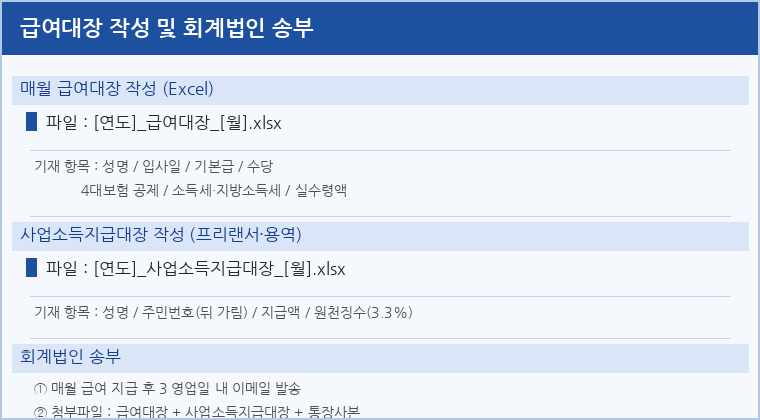 급여대장 작성 및 회계법인 송부
매월 급여대장 작성 (Excel)
파일 : [연도]_급여대장_[월].xlsx
기재 항목 : 성명 / 입사일 / 기본급 / 수당
4대보험 공제 / 소득세·지방소득세 / 실수령액
사업소득지급대장 작성 (프리랜서·용역)
파일 : [연도]_사업소득지급대장_[월].xlsx
기재 항목 : 성명 / 주민번호(뒤 가림) / 지급액 / 원천징수(3.3%)
회계법인 송부
① 매월 급여 지급 후 3 영업일 내 이메일 발송
② 첨부파일 : 급여대장 + 사업소득지급대장 + 통장사본